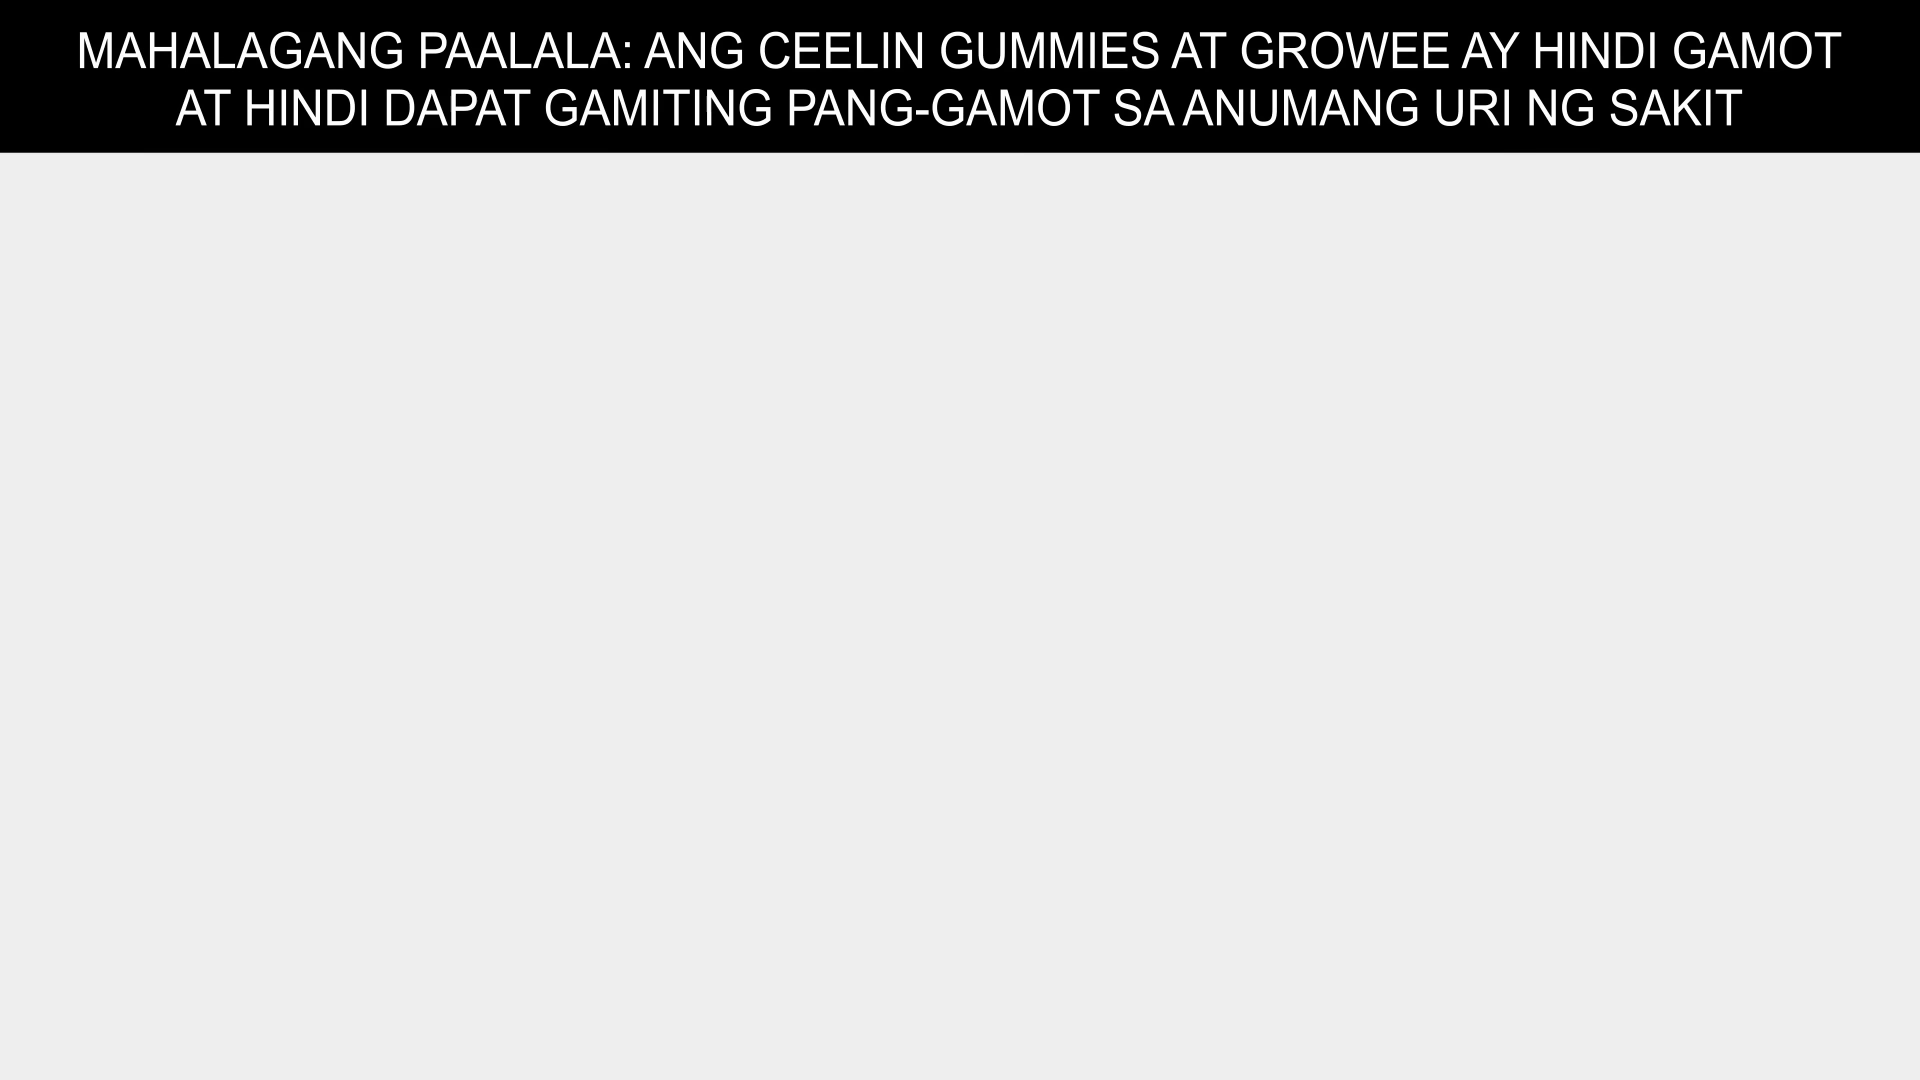 MAHALAGANG PAALALA: ANG CEELIN GUMMIES AT GROWEE AY HINDI GAMOT
AT HINDI DAPAT GAMITING PANG-GAMOT SA ANUMANG URI NG SAKIT